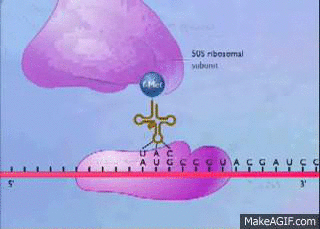 50S ribosomal
subunit
f-Met
U A C
A U G C C G U A C G A U C C
5'
3'
MakeAGIF.com